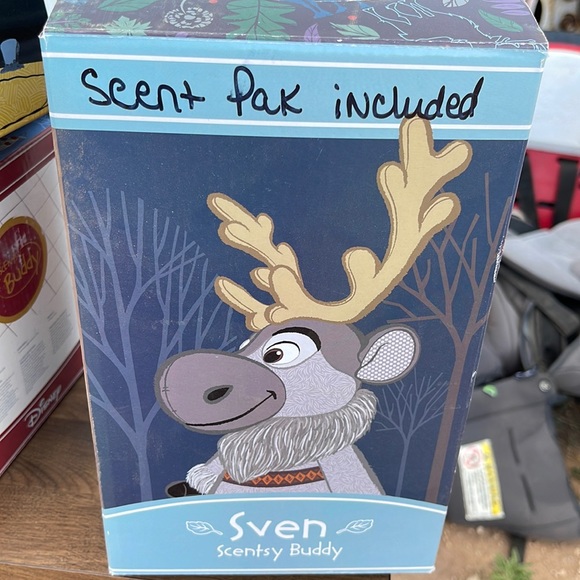 Scent Pak included
Sven
Scentsy Buddy
Buddy
Disney